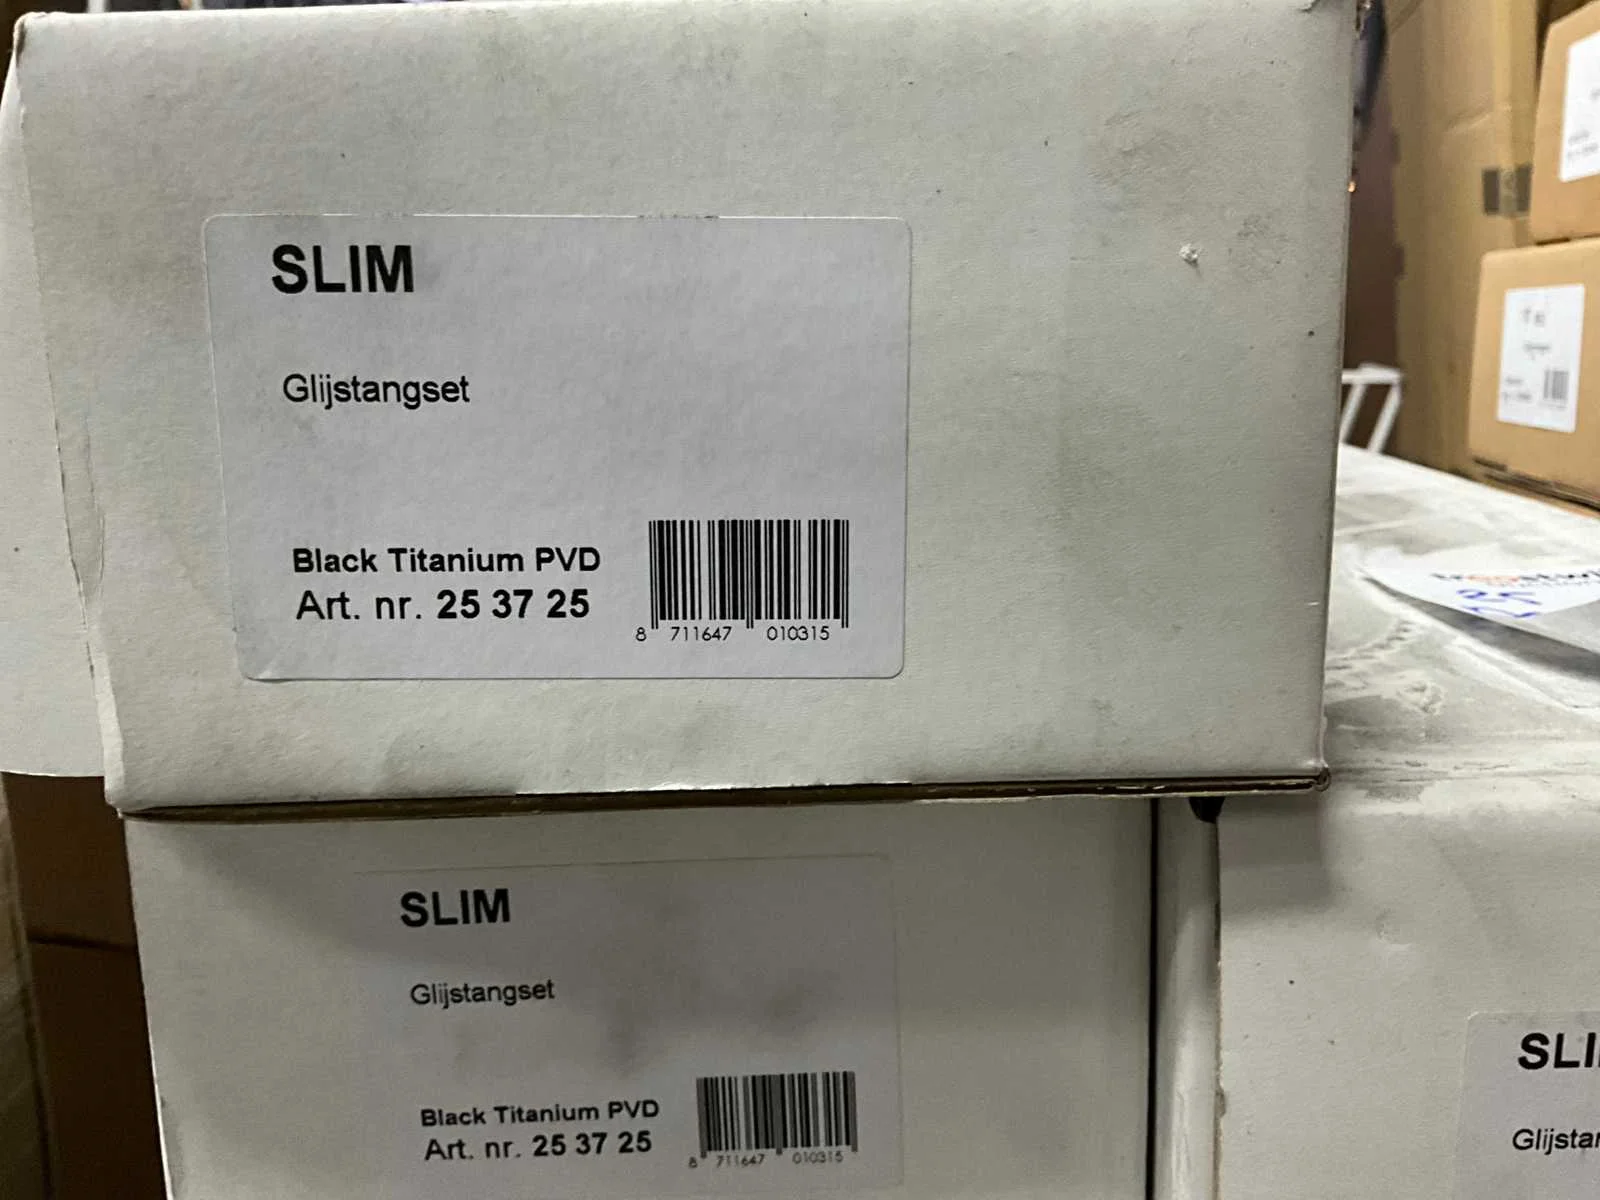 SLIM
Glijstangset
Black Titanium PVD
Art. nr. 25 37 25
8 711647 010315
SLIM
Glijstangset
Black Titanium PVD
Art. nr. 25 37 25
8 711647 010315
SLI
Glijsta